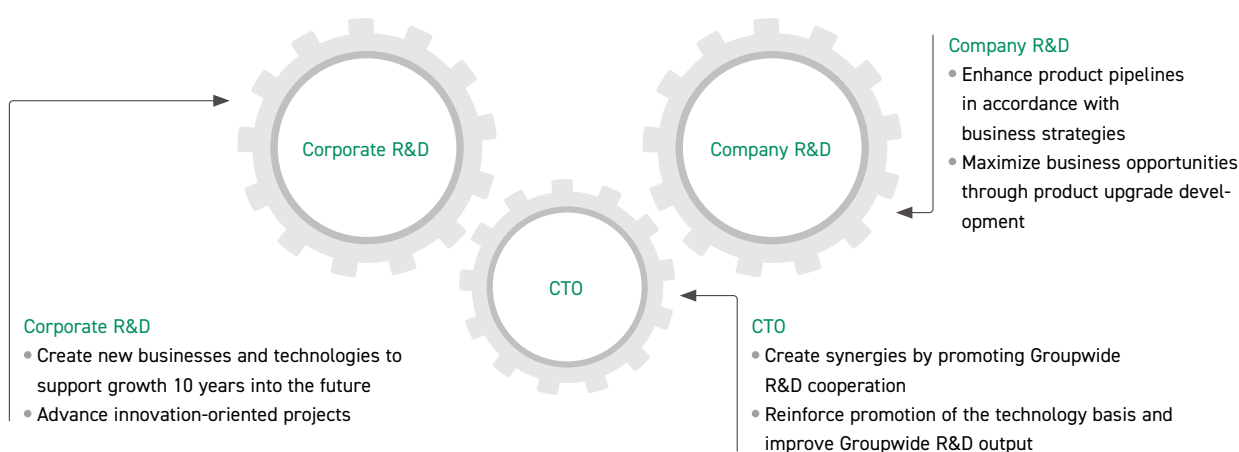 Corporate R&D
Company R&D
CTO
Company R&D
• Enhance product pipelines
in accordance with
business strategies
• Maximize business opportunities
through product upgrade devel-
opment
Corporate R&D
• Create new businesses and technologies to
support growth 10 years into the future
• Advance innovation-oriented projects
CTO
• Create synergies by promoting Groupwide
R&D cooperation
• Reinforce promotion of the technology basis and
improve Groupwide R&D output